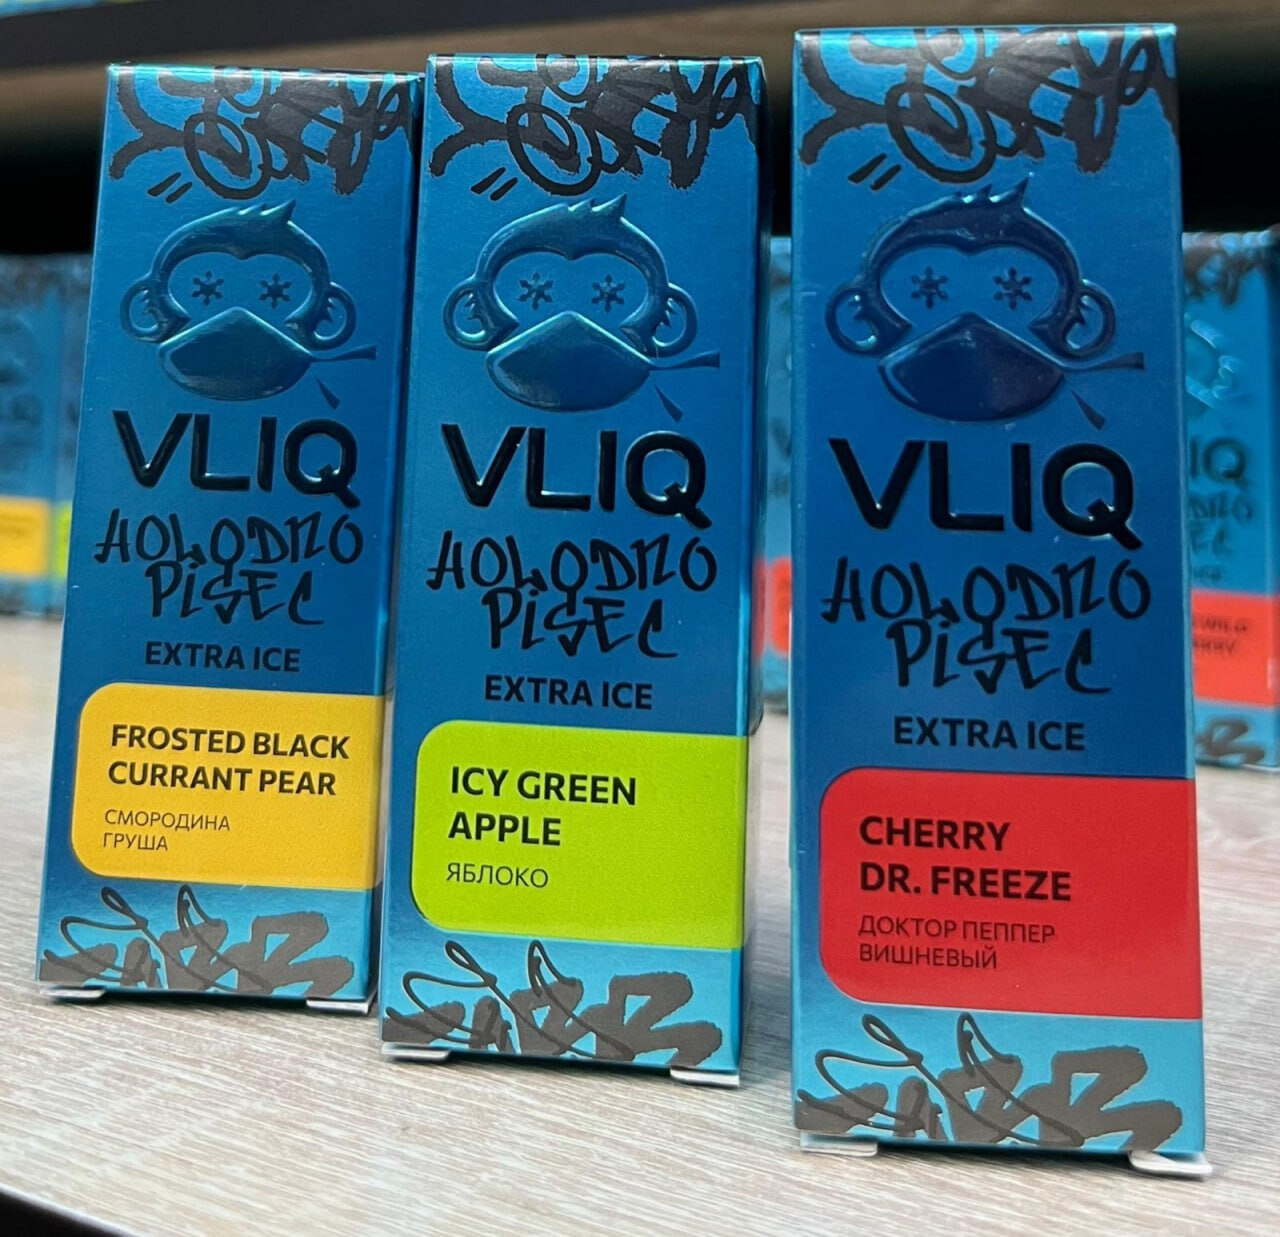 VLIQ
HOLODNO
PISEC
EXTRA ICE
FROSTED BLACK
CURRANT PEAR
СМОРОДИНА
ГРУША
VLIQ
HOLODNO
PISEC
EXTRA ICE
ICY GREEN
APPLE
ЯБЛОКО
VLIQ
HOLODNO
PISEC
EXTRA ICE
CHERRY
DR. FREEZE
ДОКТОР ПЕППЕР
ВИШНЕВЫЙ